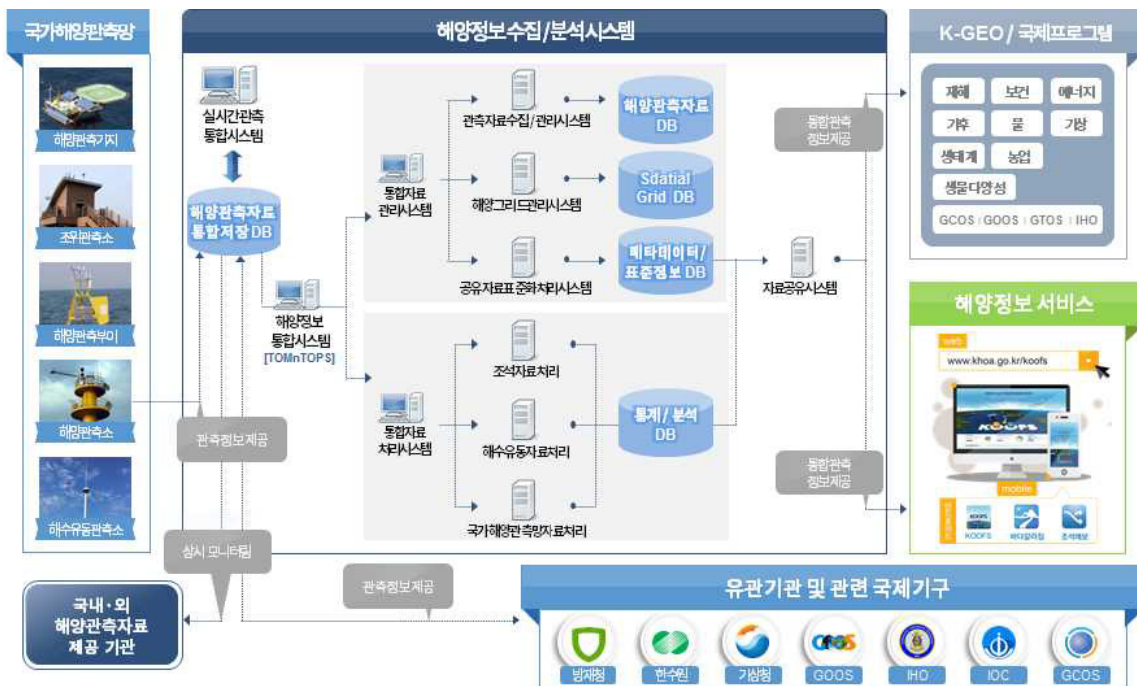 국가해양관측망
해양관측기지
조위관측소
해양관측부이
해양관측소
해수유동관측소
해양정보 수집/분석 시스템
실시간관측
통합시스템
해양관측자료
통합저장 DB
해양정보
통합시스템
[TOMnTOPS]
통합자료
관리시스템
관측자료수집/관리시스템
해양그리드관리시스템
공유자료표준화처리시스템
해양관측자료
DB
Sdatial
Grid DB
메타데이터/
표준정보 DB
통합자료
처리시스템
조석자료처리
해수유동자료처리
국가해양관측망자료처리
통계/분석
DB
자료공유시스템
통합관측
정보제공
통합관측
정보제공
관측정보제공
상시 모니터링
관측정보제공
K-GEO / 국제프로그램
재해
보건
에너지
기후
물
기상
생태계
농업
생물다양성
GCOS : GOOS : GTOS : IHO
해양정보 서비스
web
www.khoa.go.kr/koofs
KOOFS
mobile
KOOFS
바다갈라짐
조석예보
국내·외
해양관측자료
제공 기관
유관기관 및 관련 국제기구
방재청
한수원
기상청
GOOS
IHO
IOC
GCOS